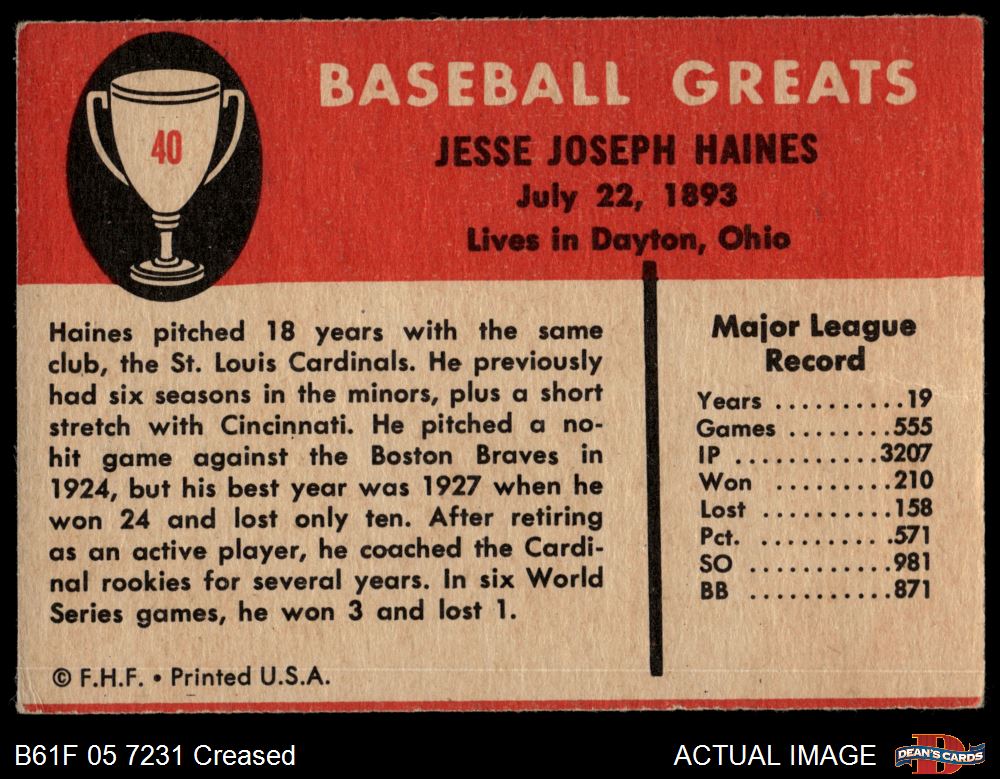 40
BASEBALL GREATS
JESSE JOSEPH HAINES
July 22, 1893
Lives in Dayton, Ohio
Haines pitched 18 years with the same
club, the St. Louis Cardinals. He previously
had six seasons in the minors, plus a short
stretch with Cincinnati. He pitched a no-
hit game against the Boston Braves in
1924, but his best year was 1927 when he
won 24 and lost only ten. After retiring
as an active player, he coached the Cardi-
nal rookies for several years. In six World
Series games, he won 3 and lost 1.
© F.H.F. • Printed U.S.A.
Major League
Record
Years ..........19
Games ........555
IP ...........3207
Won .........210
Lost ..........158
Pct. ..........571
SO ...........981
BB ...........871
B61F 05 7231 Creased
ACTUAL IMAGE
DEAN'S CARDS